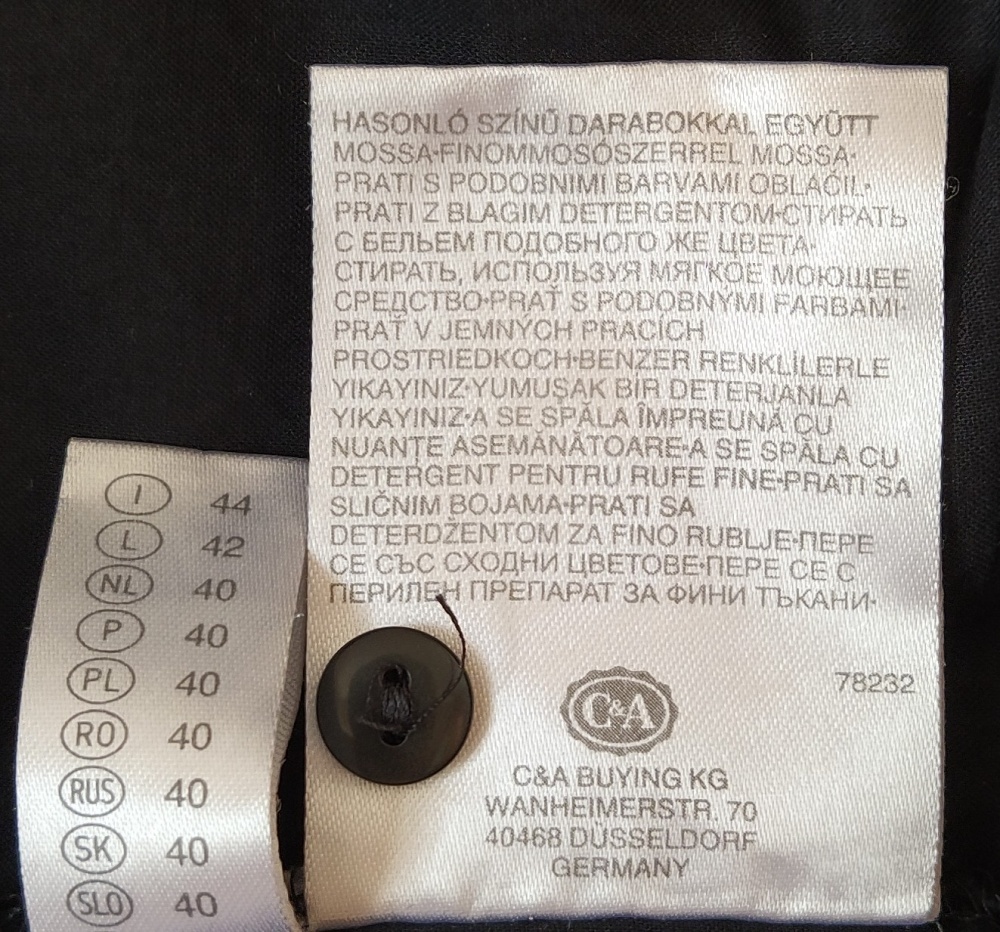 HASONLÓ SZÍNŰ DARABOKKAL EGYÜTT
MOSSA·FINOMMOSÓSZERREL MOSSA·
PRATI S PODOBNIMI BARVAMI OBLAČIL·
PRATI Z BLAGIM DETERGENTOM·СТИРАТЬ
С БЕЛЬЕМ ПОДОБНОГО ЖЕ ЦВЕТА·
СТИРАТЬ, ИСПОЛЬЗУЯ МЯГКОЕ МОЮЩЕЕ
СРЕДСТВО·PRAŤ S PODOBNÝMI FARBAMI·
PRAŤ V JEMNÝCH PRACÍCH
PROSTRIEDKOCH·BENZER RENKLİLERLE
YIKAYINIZ·YUMUŞAK BİR DETERJANLA
YIKAYINIZ·A SE SPĂLA ÎMPREUNĂ CU
NUANȚE ASEMĂNĂTOARE·A SE SPĂLA CU
DETERGENT PENTRU RUFE FINE·PRATI SA
SLIČNIM BOJAMA·PRATI SA
DETERDŽENTOM ZA FINO RUBLJE·ПЕРЕ
СЕ СЪС СХОДНИ ЦВЕТОВЕ·ПЕРЕ СЕ С
ПЕРИЛЕН ПРЕПАРАТ ЗА ФИНИ ТЪКАНИ·
78232
C&A
C&A BUYING KG
WANHEIMERSTR. 70
40468 DÜSSELDORF
GERMANY
I 44
L 42
NL 40
P 40
PL 40
RO 40
RUS 40
SK 40
SLO 40